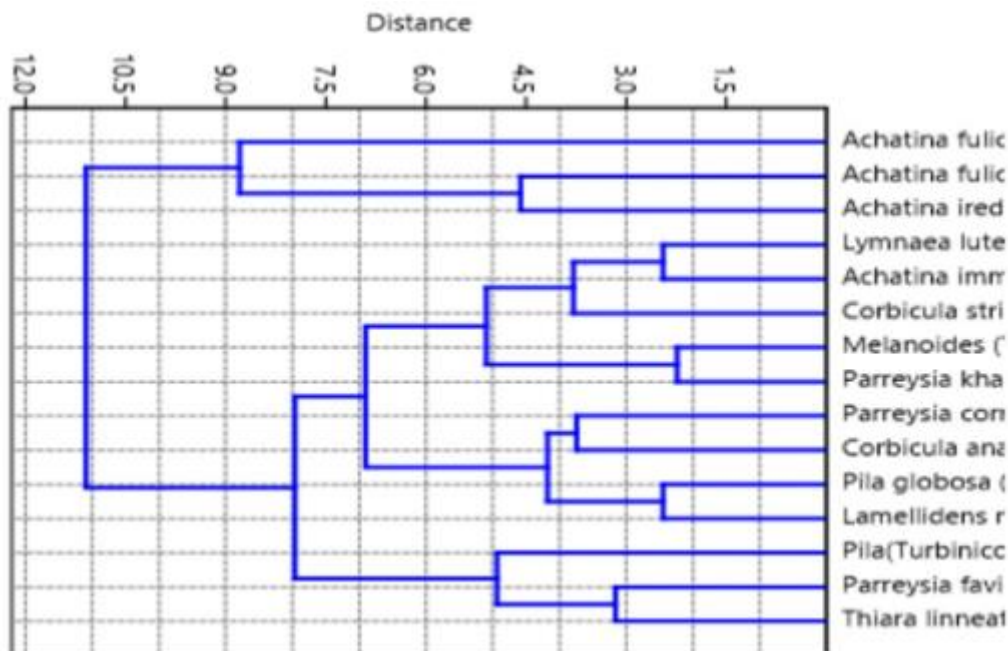 Distance
12.0 10.5 9.0 7.5 6.0 4.5 3.0 1.5
Achatina fulic
Achatina fulic
Achatina ired
Lymnaea lute
Achatina imm
Corbicula stri
Melanoides (
Parreysia kha
Parreysia corr
Corbicula ana
Pila globosa (
Lamellidens r
Pila(Turbinicc
Parreysia favi
Thiara linneat